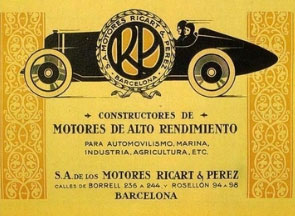 S.A. MOTORES RICART & PEREZ
RP
BARCELONA
CONSTRUCTORES DE
MOTORES DE ALTO RENDIMIENTO
PARA AUTOMOVILISMO, MARINA,
INDUSTRIA, AGRICULTURA, ETC.
S.A. DE LOS MOTORES RICART & PEREZ
CALLES DE BORRELL 236 A 244 Y ROSELLÓN 94 A 98
BARCELONA